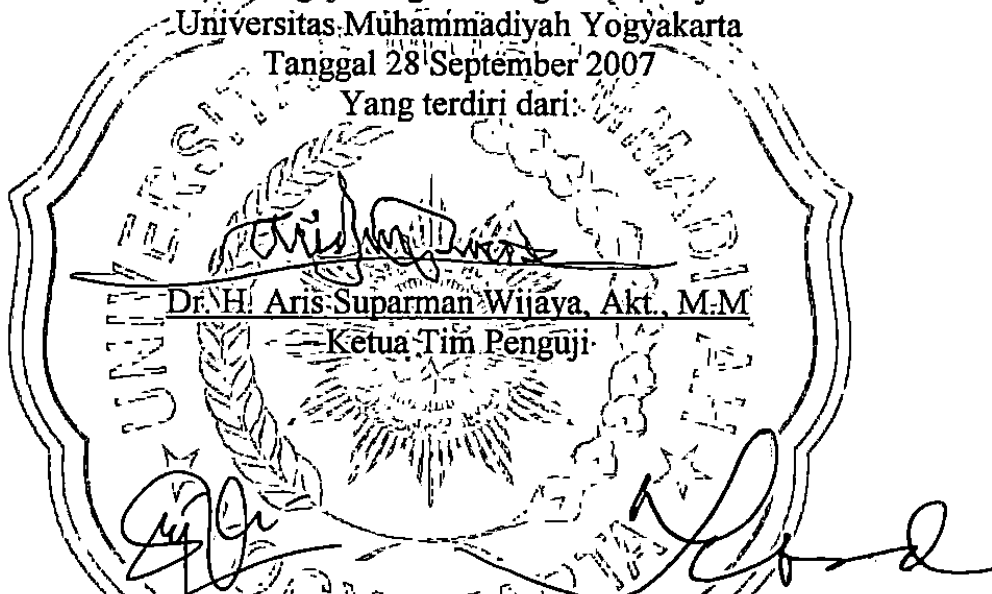 Universitas Muhammadiyah Yogyakarta
Tanggal 28 September 2007
Yang terdiri dari:
Dr. H. Aris Suparman Wijaya, Akt., M.M
Ketua Tim Penguji